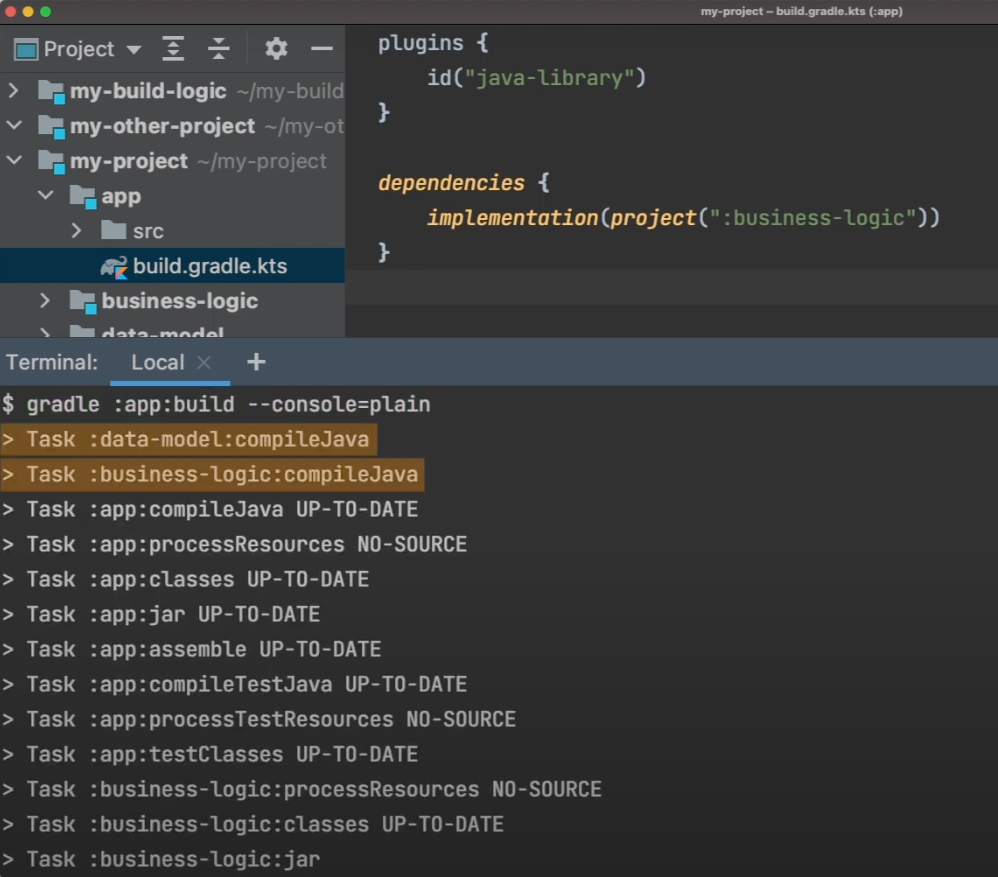 my-project – build.gradle.kts (:app)
Project
my-build-logic ~/my-build
my-other-project ~/my-ot
my-project ~/my-project
app
src
build.gradle.kts
business-logic
data-model
plugins {
id("java-library")
}
dependencies {
implementation(project(":business-logic"))
}
Terminal: Local × +
$ gradle :app:build --console=plain
> Task :data-model:compileJava
> Task :business-logic:compileJava
> Task :app:compileJava UP-TO-DATE
> Task :app:processResources NO-SOURCE
> Task :app:classes UP-TO-DATE
> Task :app:jar UP-TO-DATE
> Task :app:assemble UP-TO-DATE
> Task :app:compileTestJava UP-TO-DATE
> Task :app:processTestResources NO-SOURCE
> Task :app:testClasses UP-TO-DATE
> Task :business-logic:processResources NO-SOURCE
> Task :business-logic:classes UP-TO-DATE
> Task :business-logic:jar